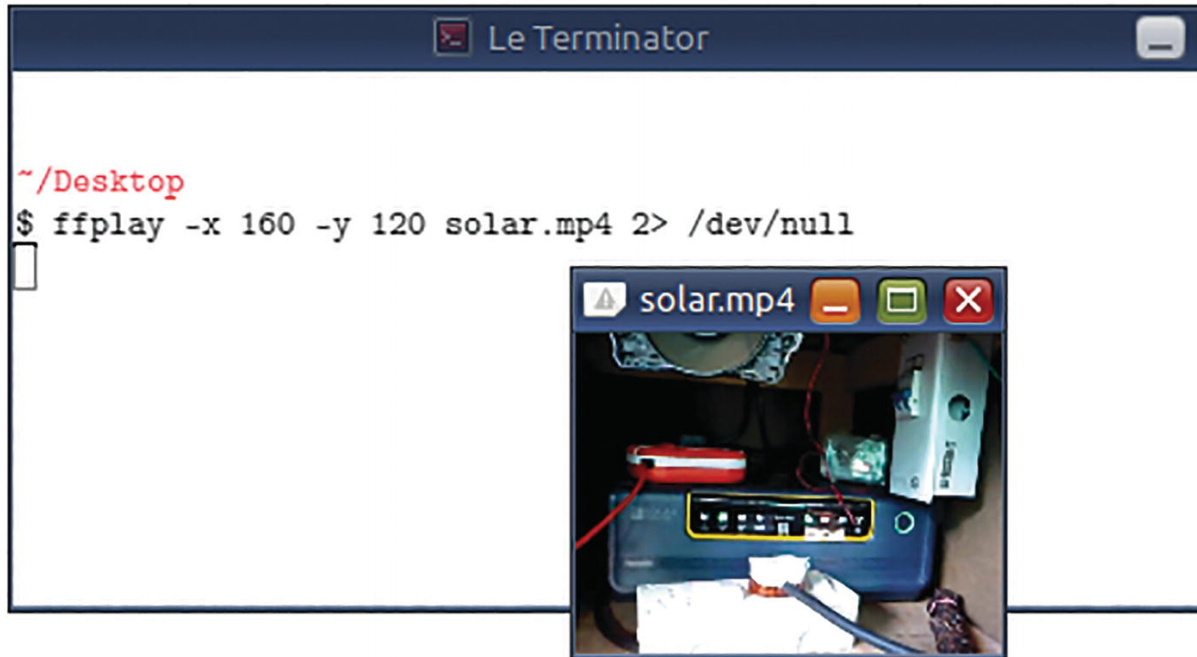 Le Terminator
~/Desktop
$ ffplay -x 160 -y 120 solar.mp4 2> /dev/null
solar.mp4